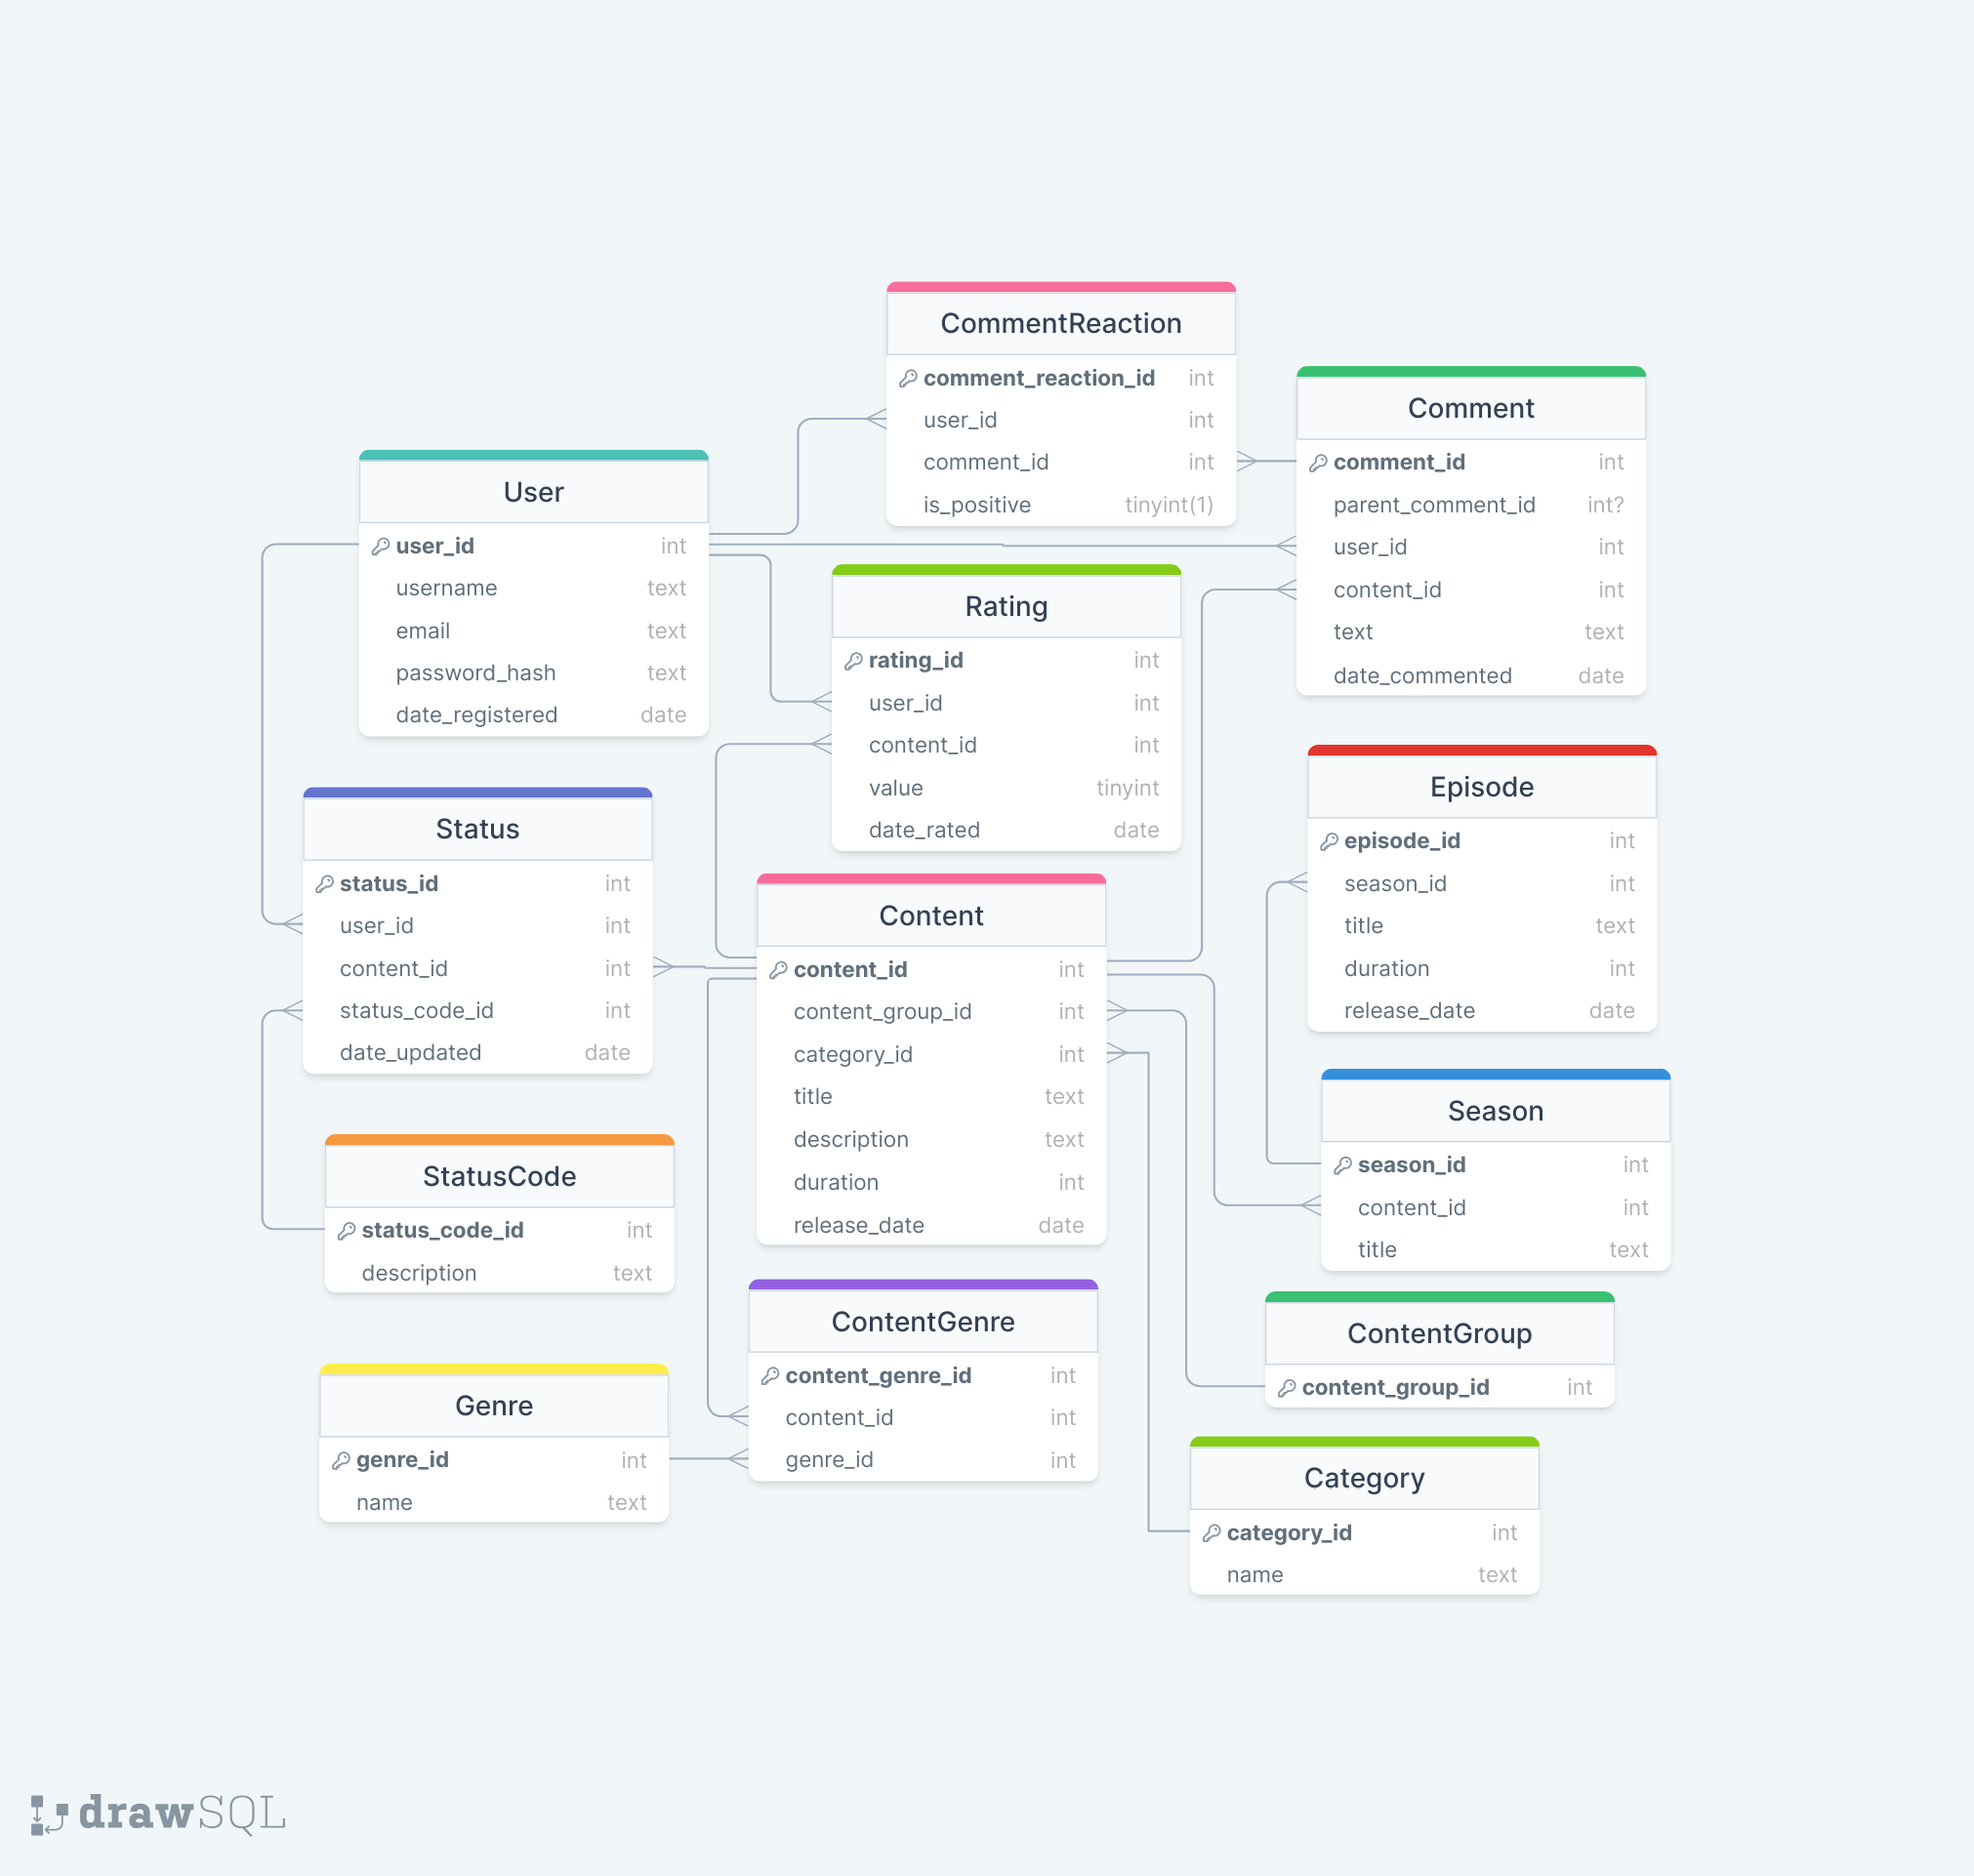 CommentReaction
comment_reaction_id int
user_id int
comment_id int
is_positive tinyint(1)
Comment
comment_id int
parent_comment_id int?
user_id int
content_id int
text text
date_commented date
User
user_id int
username text
email text
password_hash text
date_registered date
Rating
rating_id int
user_id int
content_id int
value tinyint
date_rated date
Episode
episode_id int
season_id int
title text
duration int
release_date date
Status
status_id int
user_id int
content_id int
status_code_id int
date_updated date
Content
content_id int
content_group_id int
category_id int
title text
description text
duration int
release_date date
Season
season_id int
content_id int
title text
StatusCode
status_code_id int
description text
ContentGenre
content_genre_id int
content_id int
genre_id int
ContentGroup
content_group_id int
Genre
genre_id int
name text
Category
category_id int
name text
drawSQL